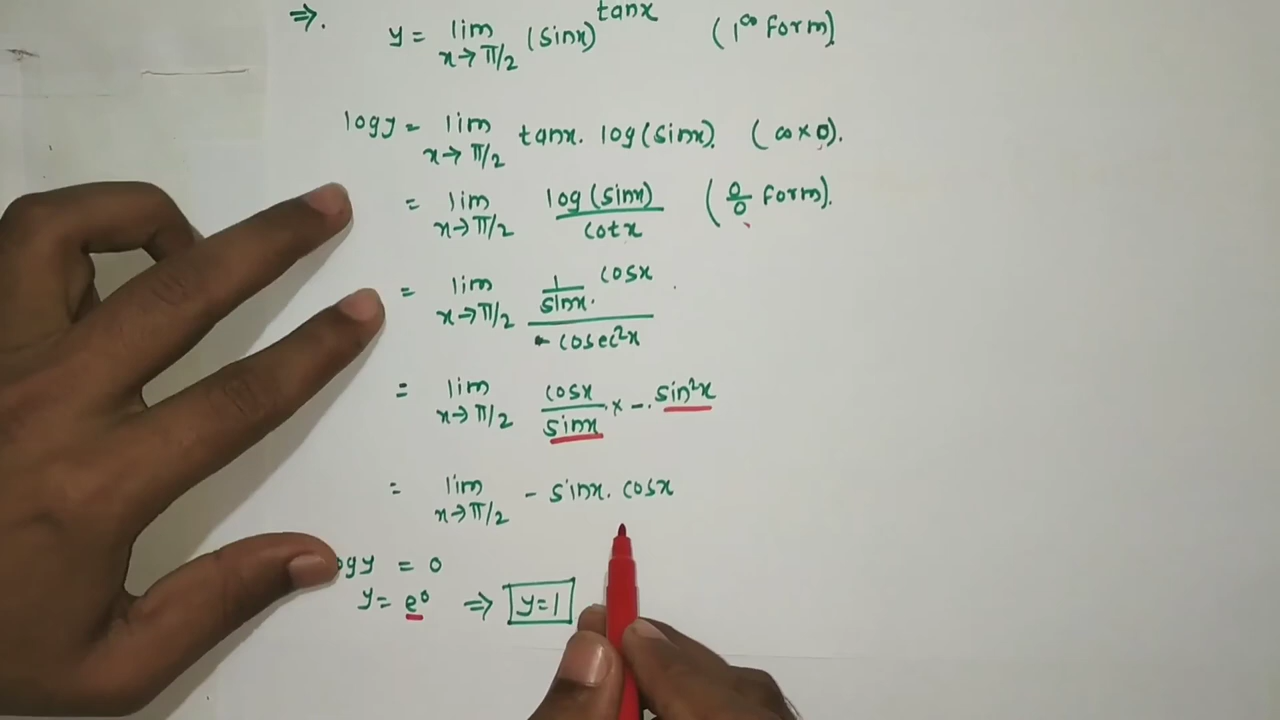 ⇒. y = lim x→π/2 (sinx)^tanx (1^∞ form)
logy = lim x→π/2 tanx. log(sinx). (∞×0).
= lim x→π/2 log(sinx)/cotx (0/0 form).
= lim x→π/2 (1/sinx. cosx)/(-cosec²x)
= lim x→π/2 cosx/sinx × -. sin²x
= lim x→π/2 - sinx. cosx
ogy = 0
y = e⁰ ⇒ y=1